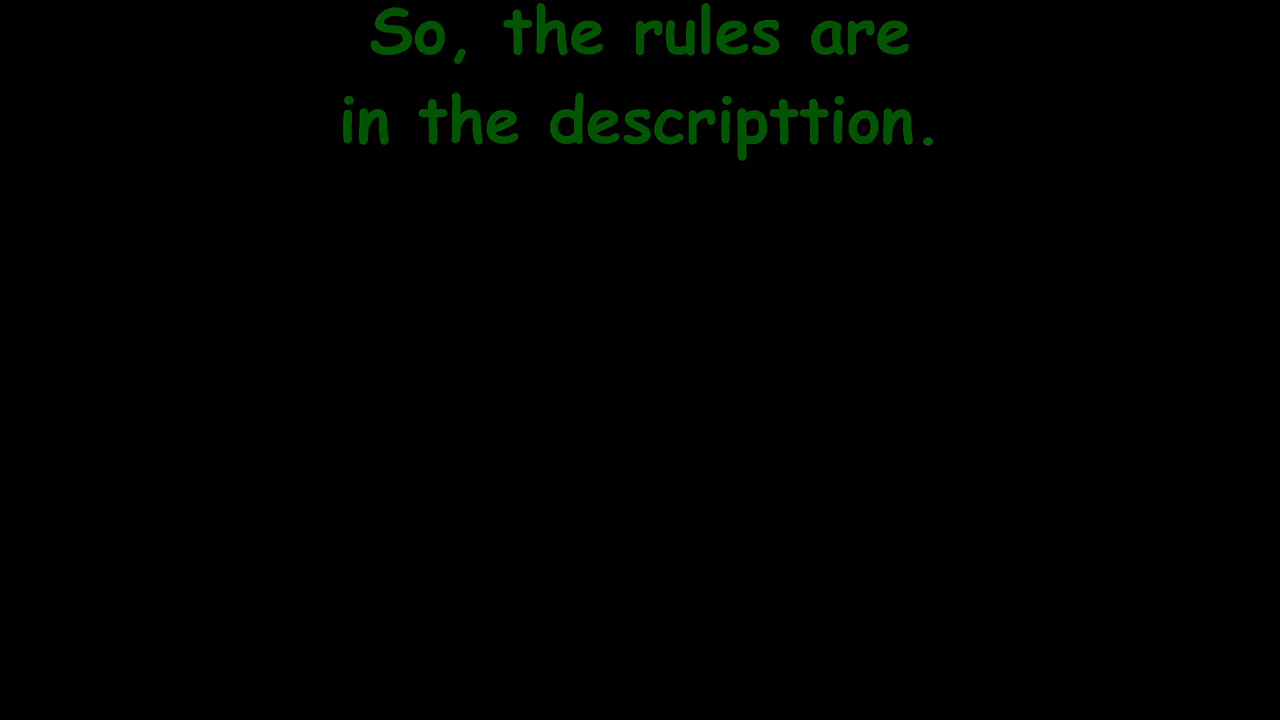 So, the rules are
in the descripttion.